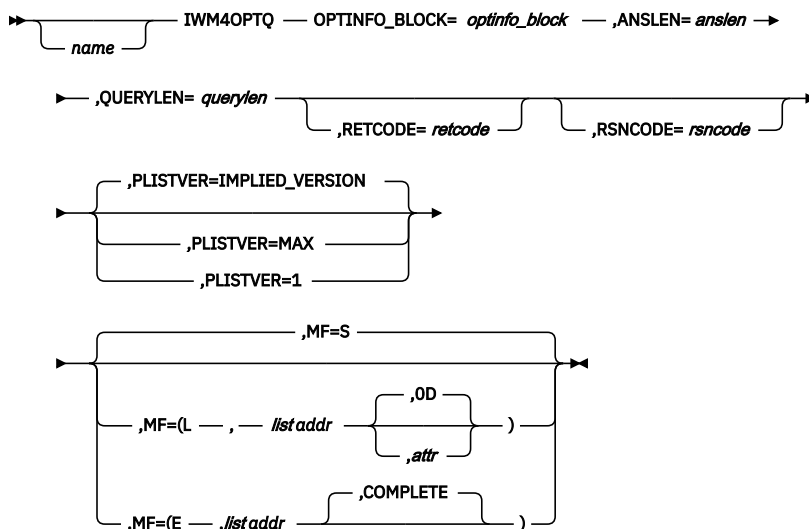 IWM4OPTQ OPTINFO_BLOCK= optinfo_block ,ANSLEN= anslen
name
,QUERYLEN= querylen
,RETCODE= retcode ,RSNCODE= rsncode
,PLISTVER=IMPLIED_VERSION
,PLISTVER=MAX
,PLISTVER=1
,MF=S
,0D
,MF=(L , list addr )
,attr
,COMPLETE
,MF=(E ,list addr )